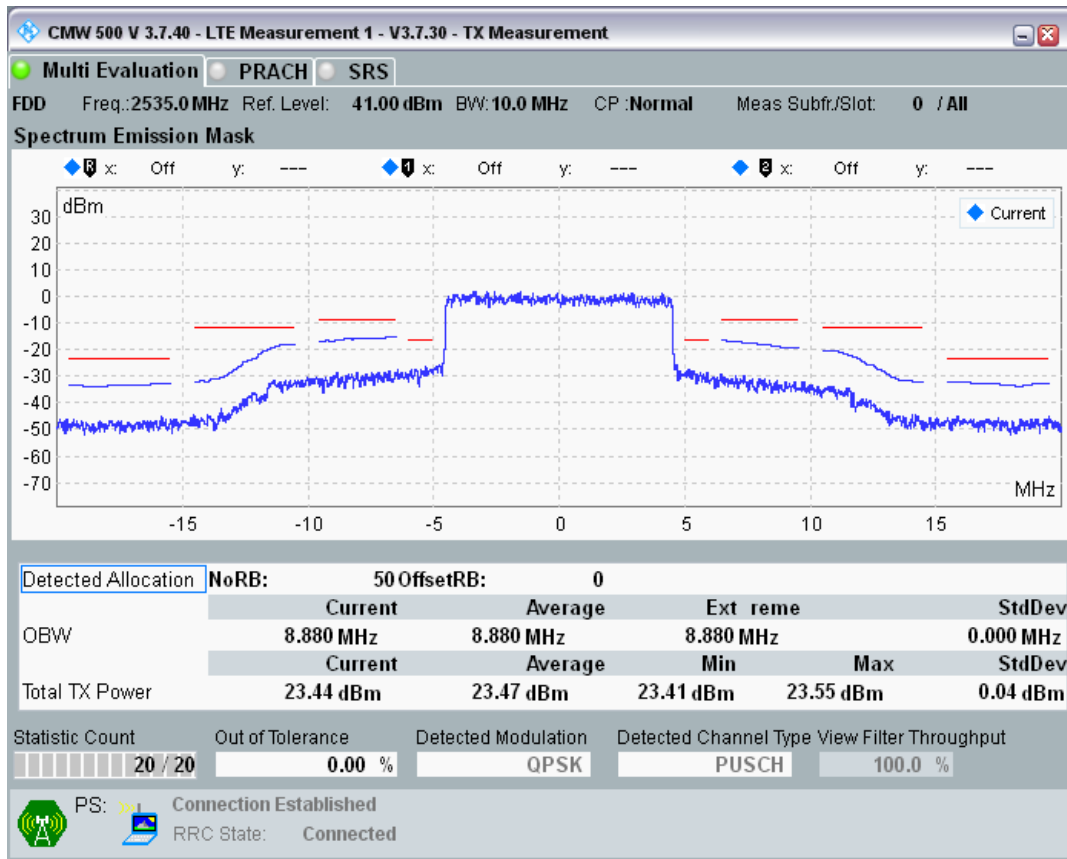 CMW 500 V 3.7.40 - LTE Measurement 1 - V3.7.30 - TX Measurement
Multi Evaluation PRACH SRS
FDD Freq.:2535.0 MHz Ref. Level: 41.00 dBm BW:10.0 MHz CP :Normal Meas Subfr./Slot: 0 / All
Spectrum Emission Mask
R x: Off y: --- 1 x: Off y: --- 2 x: Off y: ---
dBm
Current
30
20
10
0
-10
-20
-30
-40
-50
-60
-70
MHz
-15 -10 -5 0 5 10 15
Detected Allocation NoRB: 50 OffsetRB: 0
Current Average Ext reme StdDev
OBW 8.880 MHz 8.880 MHz 8.880 MHz 0.000 MHz
Current Average Min Max StdDev
Total TX Power 23.44 dBm 23.47 dBm 23.41 dBm 23.55 dBm 0.04 dBm
Statistic Count Out of Tolerance Detected Modulation Detected Channel Type View Filter Throughput
20 / 20 0.00 % QPSK PUSCH 100.0 %
PS: Connection Established
RRC State: Connected